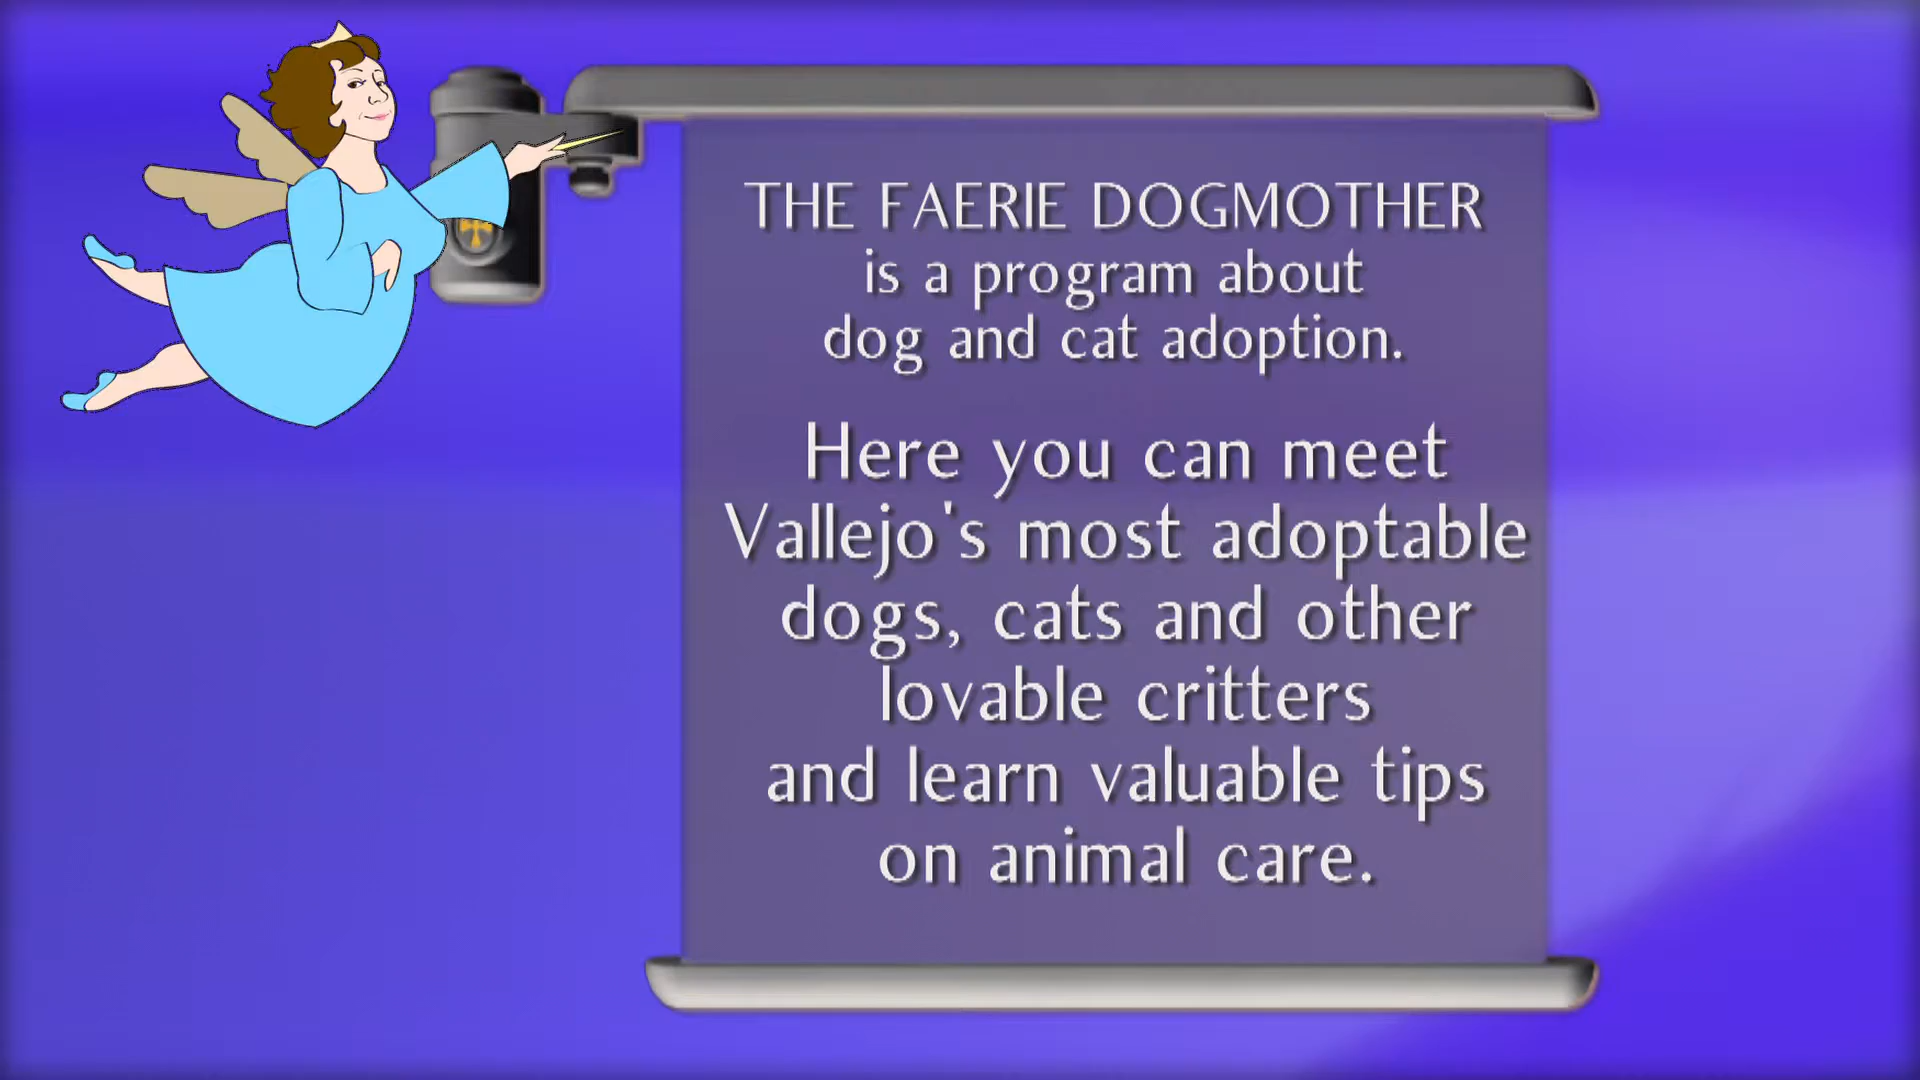 THE FAERIE DOGMOTHER
is a program about
dog and cat adoption.
Here you can meet
Vallejo's most adoptable
dogs, cats and other
lovable critters
and learn valuable tips
on animal care.